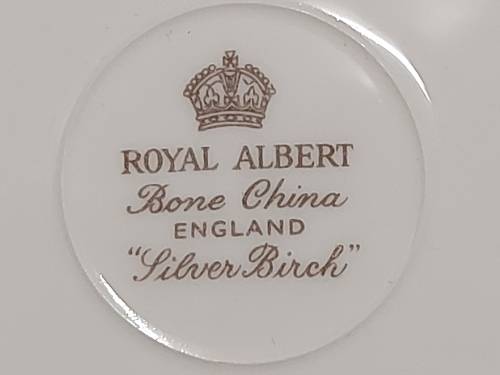 ROYAL ALBERT
Bone China
ENGLAND
"Silver Birch"